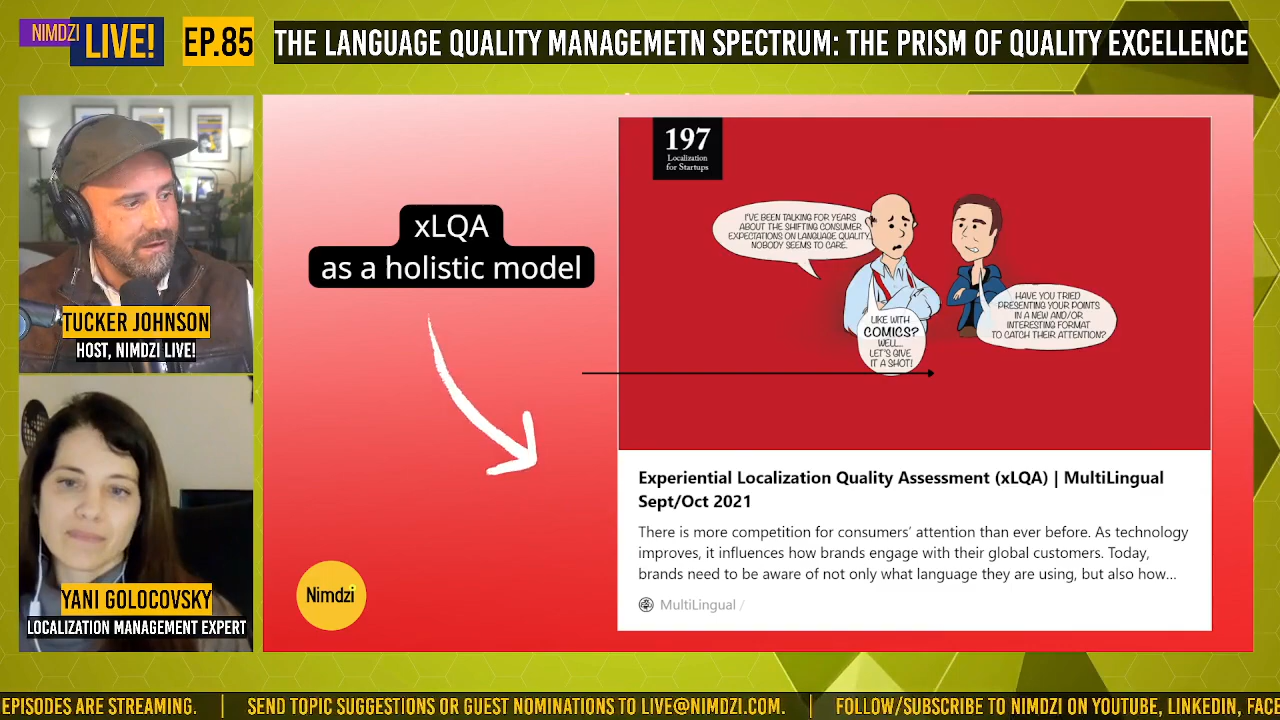 NIMDZI LIVE! EP.85 THE LANGUAGE QUALITY MANAGEMETN SPECTRUM: THE PRISM OF QUALITY EXCELLENCE
TUCKER JOHNSON
HOST, NIMDZI LIVE!
YANI GOLOCOVSKY
LOCALIZATION MANAGEMENT EXPERT
xLQA
as a holistic model
Nimdzi
197
Localization
for Startups
I'VE BEEN TALKING FOR YEARS
ABOUT THE SHIFTING CONSUMER
EXPECTATIONS ON LANGUAGE QUALITY.
NOBODY SEEMS TO CARE.
HAVE YOU TRIED
PRESENTING YOUR POINTS
IN A NEW AND/OR
INTERESTING FORMAT
TO CATCH THEIR ATTENTION?
LIKE WITH
COMICS?
WELL...
LET'S GIVE
IT A SHOT!
Experiential Localization Quality Assessment (xLQA) | MultiLingual
Sept/Oct 2021
There is more competition for consumers' attention than ever before. As technology
improves, it influences how brands engage with their global customers. Today,
brands need to be aware of not only what language they are using, but also how...
MultiLingual /
EPISODES ARE STREAMING. | SEND TOPIC SUGGESTIONS OR GUEST NOMINATIONS TO LIVE@NIMDZI.COM. | FOLLOW/SUBSCRIBE TO NIMDZI ON YOUTUBE, LINKEDIN, FACE